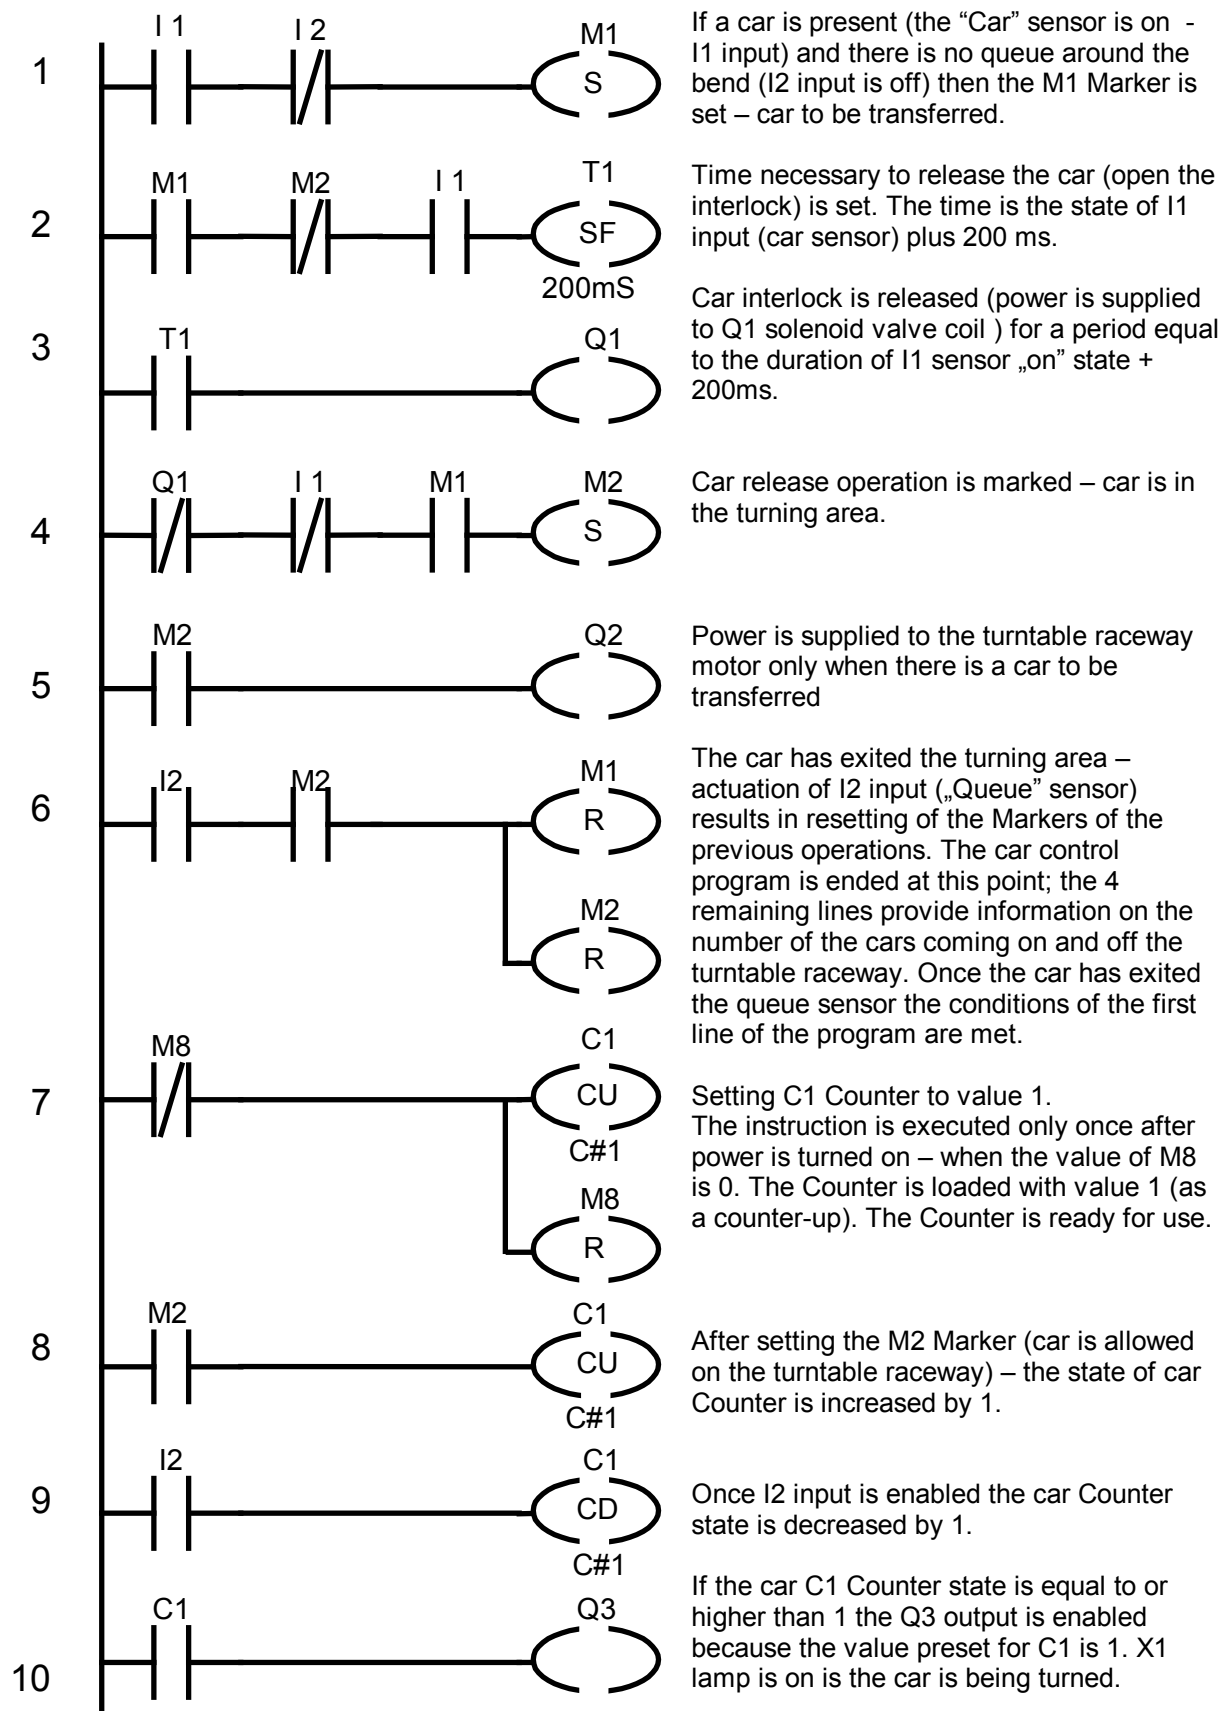 I 1
I 2
M1
1
S
If a car is present (the “Car” sensor is on -
I1 input) and there is no queue around the
bend (I2 input is off) then the M1 Marker is
set – car to be transferred.
M1
M2
I 1
T1
2
SF
200mS
Time necessary to release the car (open the
interlock) is set. The time is the state of I1
input (car sensor) plus 200 ms.
3
T1
Q1
Car interlock is released (power is supplied
to Q1 solenoid valve coil ) for a period equal
to the duration of I1 sensor „on” state +
200ms.
Q1
I 1
M1
M2
4
S
Car release operation is marked – car is in
the turning area.
M2
Q2
5
Power is supplied to the turntable raceway
motor only when there is a car to be
transferred
I2
M2
M1
6
R
M2
R
The car has exited the turning area –
actuation of I2 input („Queue” sensor)
results in resetting of the Markers of the
previous operations. The car control
program is ended at this point; the 4
remaining lines provide information on the
number of the cars coming on and off the
turntable raceway. Once the car has exited
the queue sensor the conditions of the first
line of the program are met.
M8
C1
7
CU
C#1
M8
R
Setting C1 Counter to value 1.
The instruction is executed only once after
power is turned on – when the value of M8
is 0. The Counter is loaded with value 1 (as
a counter-up). The Counter is ready for use.
M2
C1
8
CU
C#1
After setting the M2 Marker (car is allowed
on the turntable raceway) – the state of car
Counter is increased by 1.
I2
C1
9
CD
C#1
Once I2 input is enabled the car Counter
state is decreased by 1.
C1
Q3
10
If the car C1 Counter state is equal to or
higher than 1 the Q3 output is enabled
because the value preset for C1 is 1. X1
lamp is on is the car is being turned.